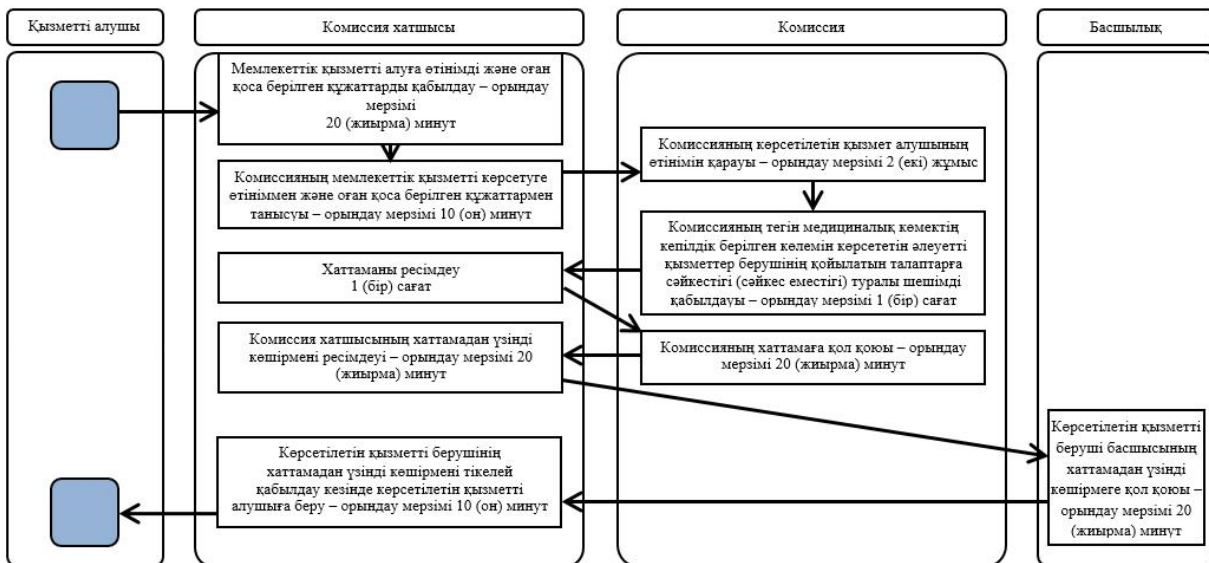 Қызметті алушы
Комиссия хатшысы
Комиссия
Басшылық
Мемлекеттік қызметті алуға өтінімді және оған
қоса берілген құжаттарды қабылдау – орындау
мерзімі
20 (жиырма) минут
Комиссияның көрсетілетін қызмет алушының
өтінімін қарауы – орындау мерзімі 2 (екі) жұмыс
Комиссияның мемлекеттік қызметті көрсетуге
өтініммен және оған қоса берілген құжаттармен
танысуы – орындау мерзімі 10 (он) минут
Комиссияның тегін медициналық көмектің
кепілдік берілген көлемін көрсететін әлеуетті
қызметтер берушінің қойылатын талаптарға
сәйкестігі (сәйкес еместігі) туралы шешімді
қабылдауы – орындау мерзімі 1 (бір) сағат
Хаттаманы ресімдеу
1 (бір) сағат
Комиссияның хаттамаға қол қоюы – орындау
мерзімі 20 (жиырма) минут
Комиссия хатшысының хаттамадан үзінді
көшірмені ресімдеуі – орындау мерзімі 20
(жиырма) минут
Көрсетілетін қызметті
беруші басшысының
хаттамадан үзінді
көшірмеге қол қоюы –
орындау мерзімі 20
(жиырма) минут
Көрсетілетін қызметті берушінің
хаттамадан үзінді көшірмені тікелей
қабылдау кезінде көрсетілетін қызметті
алушыға беру – орындау мерзімі 10 (он) минут